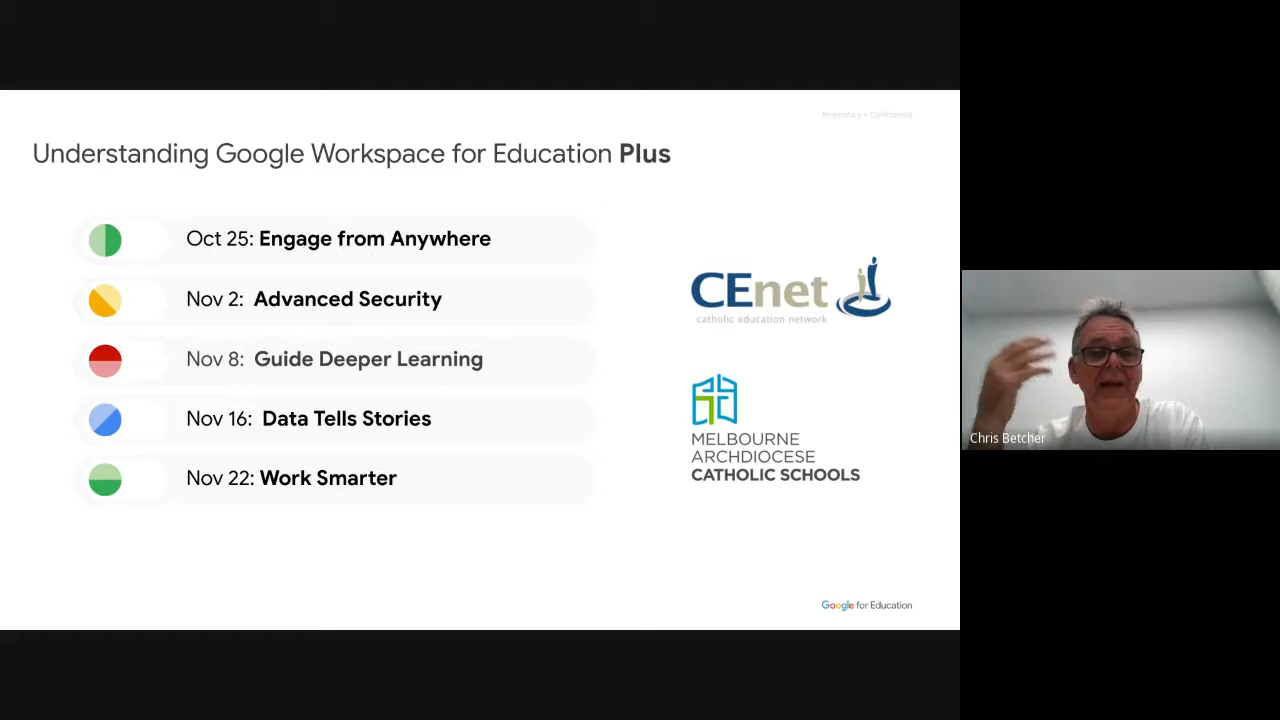 Proprietary + Confidential
Understanding Google Workspace for Education Plus
Oct 25: Engage from Anywhere
Nov 2: Advanced Security
Nov 8: Guide Deeper Learning
Nov 16: Data Tells Stories
Nov 22: Work Smarter
CEnet
catholic education network
MELBOURNE
ARCHDIOCESE
CATHOLIC SCHOOLS
Google for Education
Chris Betcher